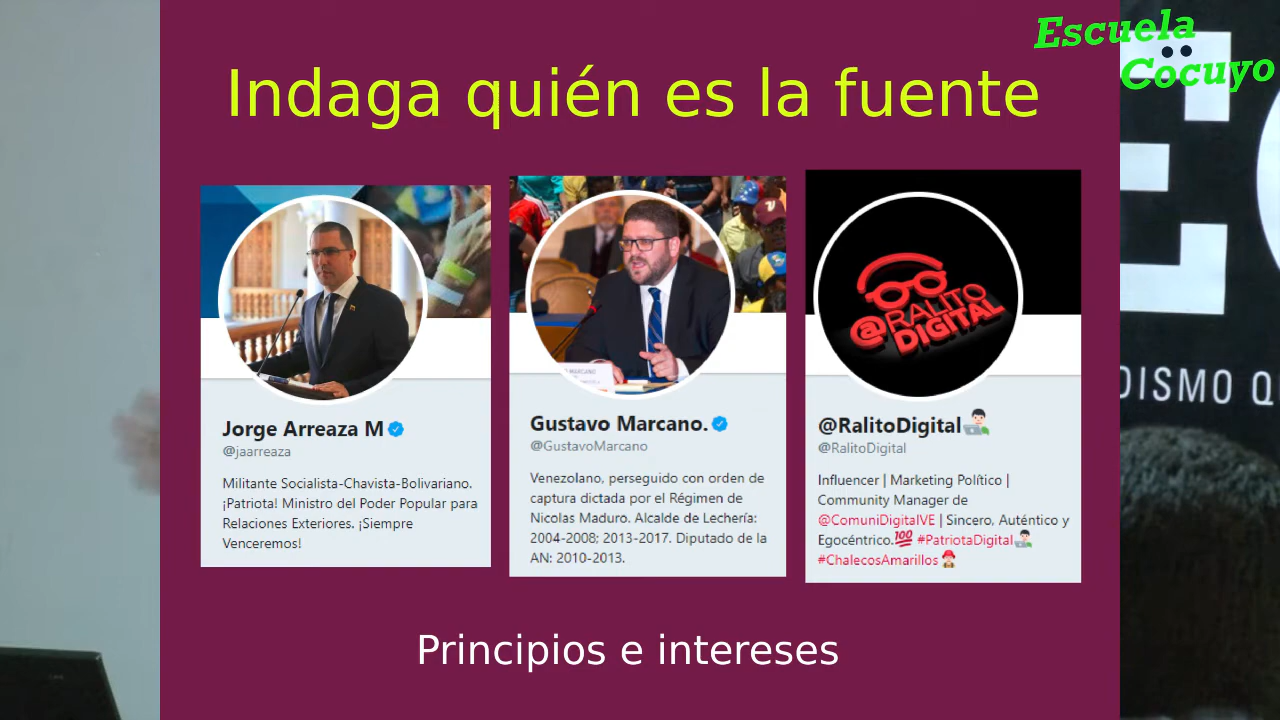 Escuela
Cocuyo
Indaga quién es la fuente
@RALITO
DIGITAL
Jorge Arreaza M
@jaarreaza
Militante Socialista-Chavista-Bolivariano.
¡Patriota! Ministro del Poder Popular para
Relaciones Exteriores. ¡Siempre
Venceremos!
Gustavo Marcano.
@GustavoMarcano
Venezolano, perseguido con orden de
captura dictada por el Régimen de
Nicolas Maduro. Alcalde de Lechería:
2004-2008; 2013-2017. Diputado de la
AN: 2010-2013.
@RalitoDigital👨🏻‍💻
@RalitoDigital
Influencer | Marketing Político |
Community Manager de
@ComuniDigitalVE | Sincero, Auténtico y
Egocéntrico.💯 #PatriotaDigital👨🏻‍💻
#ChalecosAmarillos👨🏻‍🚒
Principios e intereses
E
DISMO